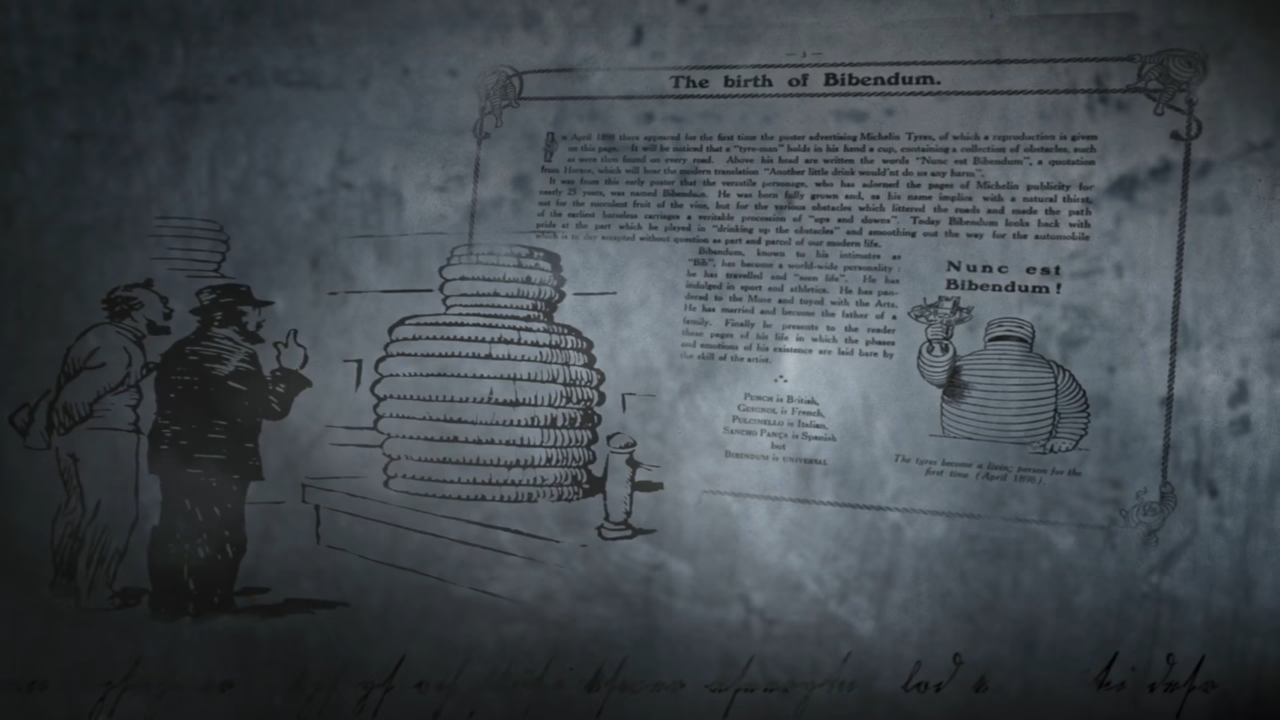 — 3 —
The birth of Bibendum.
In April 1898 there appeared for the first time the poster advertising Michelin Tyres, of which a reproduction is given
on this page. It will be noticed that a "tyre-man" holds in his hand a cup, containing a collection of obstacles, such
as were then found on every road. Above his head are written the words "Nunc est Bibendum", a quotation
from Horace, which will bear the modern translation "Another little drink would'nt do us any harm".
It was from this early poster that the versatile personage, who has adorned the pages of Michelin publicity for
nearly 25 years, was named Bibendum. He was born fully grown and, as his name implies with a natural thirst,
not for the succulent fruit of the vine, but for the various obstacles which littered the roads and made the path
of the earliest horseless carriages a veritable procession of "ups and downs". Today Bibendum looks back with
pride at the part which he played in "drinking up the obstacles" and smoothing out the way for the automobile
which is to day accepted without question as part and parcel of our modern life.
Bibendum, known to his intimates as
"Bib", has become a world-wide personality :
he has travelled and "seen life". He has
indulged in sport and athletics. He has pan-
dered to the Muse and toyed with the Arts.
He has married and become the father of a
family. Finally he presents to the reader
these pages of his life in which the phases
and emotions of his existence are laid bare by
the skill of the artist.
Nunc est
Bibendum!
PUNCH is British,
GUIGNOL is French,
PULCINELLO is Italian,
SANCHO PANÇA is Spanish
but
BIBENDUM is UNIVERSAL
The tyres become a living person for the
first time (April 1898).